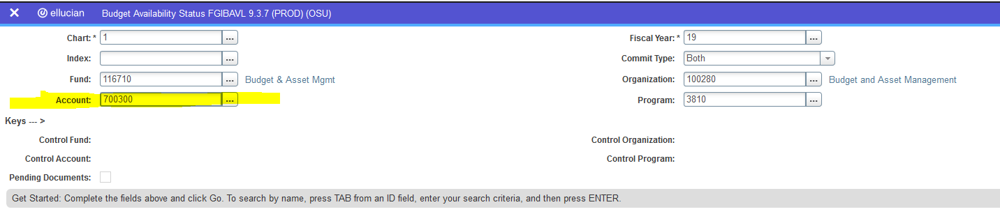 ✕ ellucian Budget Availability Status FGIBAVL 9.3.7 (PROD) (OSU)
Chart: * 1 ... Fiscal Year: * 19 ...
Index: ... Commit Type: Both
Fund: 116710 ... Budget & Asset Mgmt Organization: 100280 ... Budget and Asset Management
Account: 700300 ... Program: 3810 ...
Keys --- >
Control Fund: Control Organization:
Control Account: Control Program:
Pending Documents:
Get Started: Complete the fields above and click Go. To search by name, press TAB from an ID field, enter your search criteria, and then press ENTER.